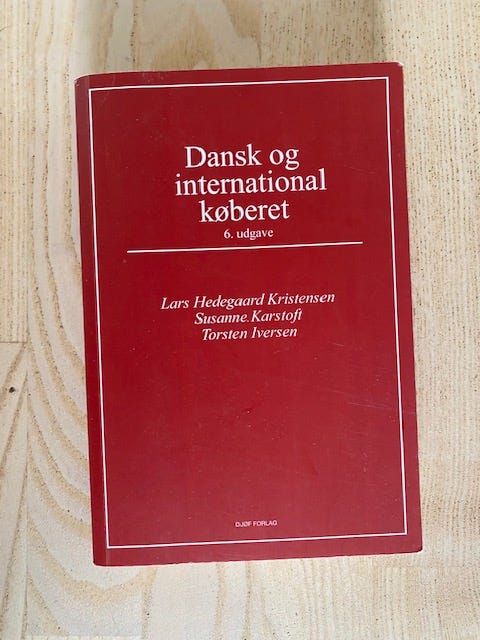 Dansk og
international
køberet
6. udgave
Lars Hedegaard Kristensen
Susanne Karstoft
Torsten Iversen
DJØF FORLAG